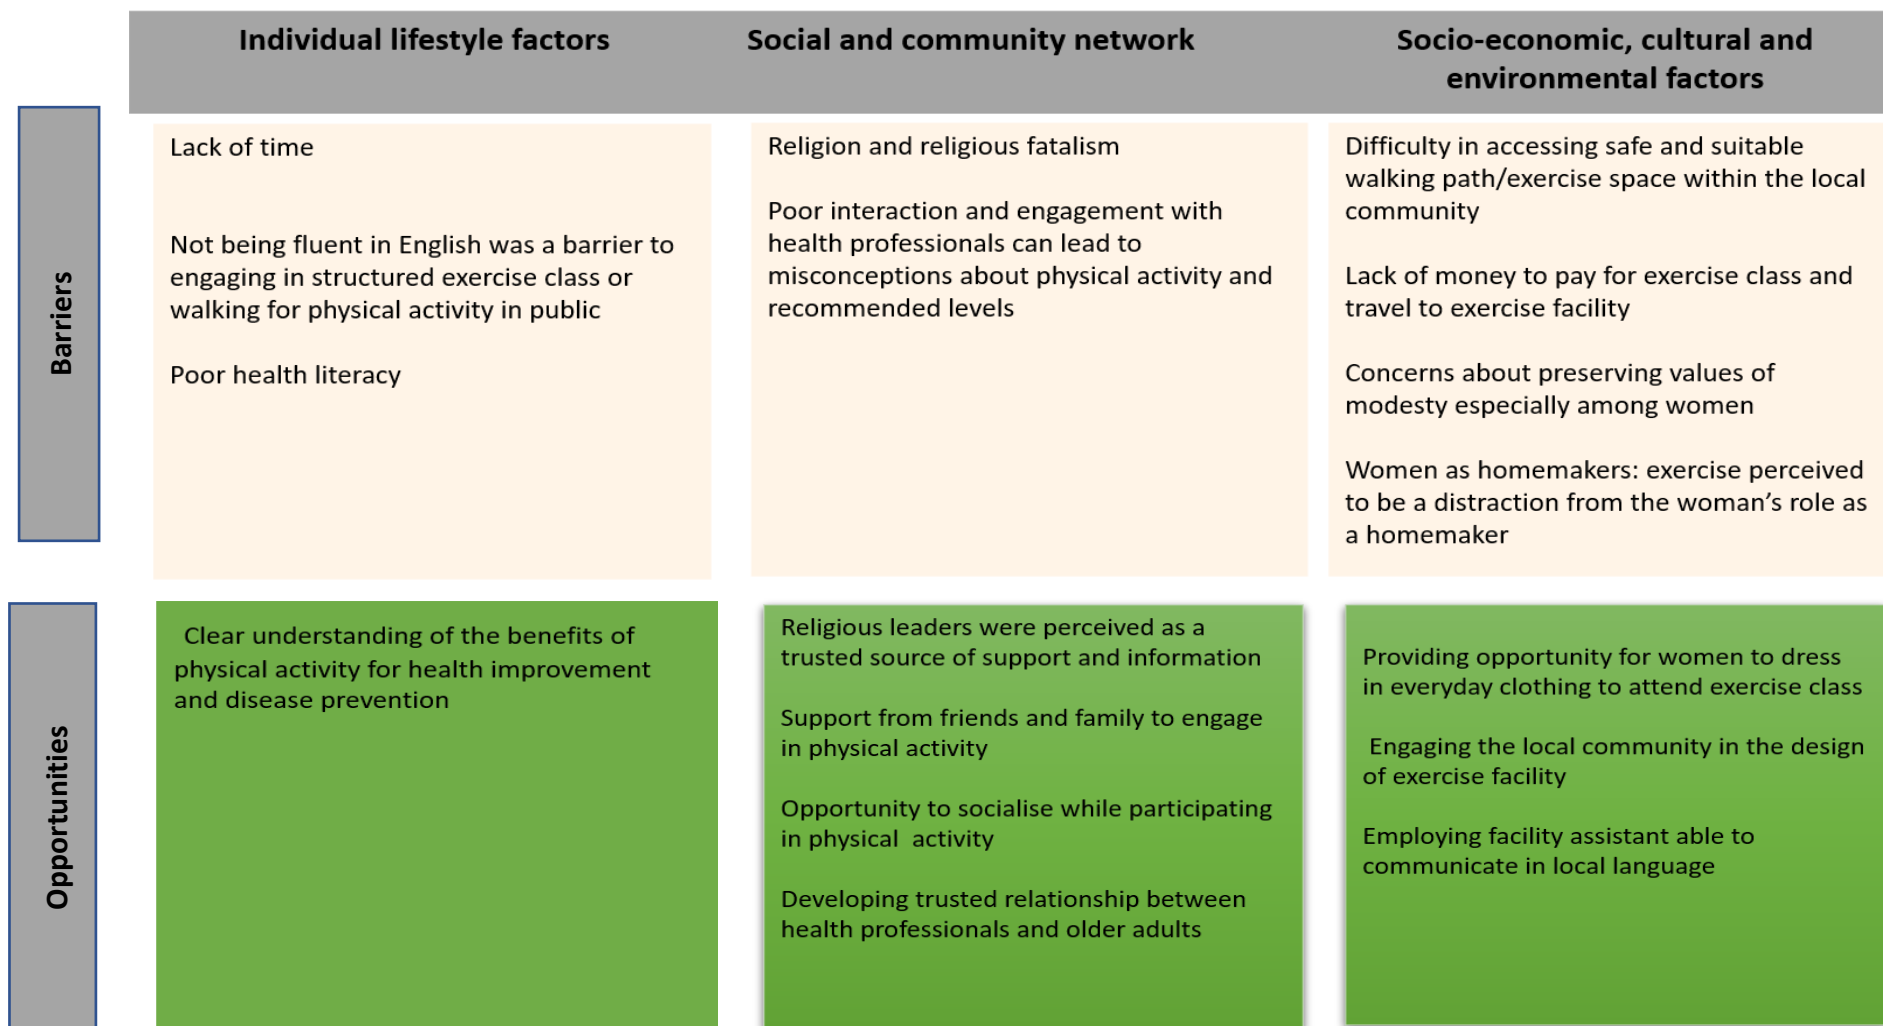 Individual lifestyle factors
Social and community network
Socio-economic, cultural and
environmental factors
Barriers
Lack of time
Not being fluent in English was a barrier to
engaging in structured exercise class or
walking for physical activity in public
Poor health literacy
Religion and religious fatalism
Poor interaction and engagement with
health professionals can lead to
misconceptions about physical activity and
recommended levels
Difficulty in accessing safe and suitable
walking path/exercise space within the local
community
Lack of money to pay for exercise class and
travel to exercise facility
Concerns about preserving values of
modesty especially among women
Women as homemakers: exercise perceived
to be a distraction from the woman’s role as
a homemaker
Opportunities
Clear understanding of the benefits of
physical activity for health improvement
and disease prevention
Religious leaders were perceived as a
trusted source of support and information
Support from friends and family to engage
in physical activity
Opportunity to socialise while participating
in physical  activity
Developing trusted relationship between
health professionals and older adults
Providing opportunity for women to dress
in everyday clothing to attend exercise class
Engaging the local community in the design
of exercise facility
Employing facility assistant able to
communicate in local language